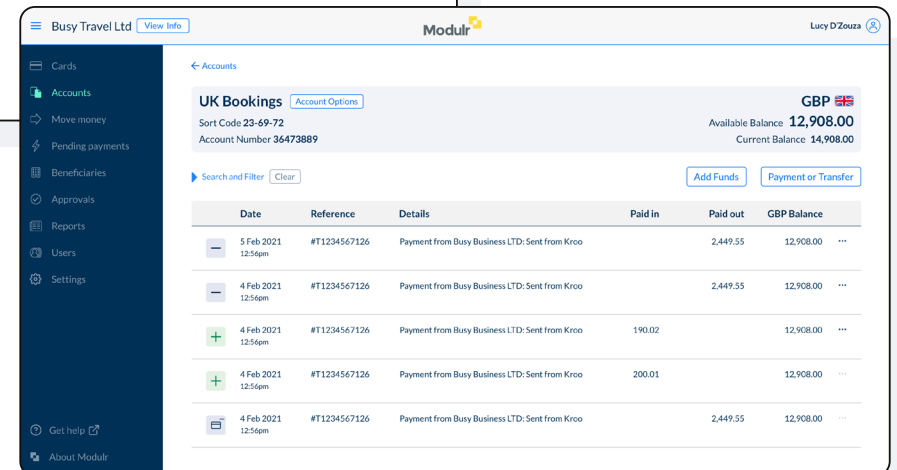 Busy Travel Ltd View Info Modulr Lucy D'Zouza
Cards
Accounts
Move money
Pending payments
Beneficiaries
Approvals
Reports
Users
Settings
Get help
About Modulr
Accounts
UK Bookings Account Options GBP
Sort Code 23-69-72 Available Balance 12,908.00
Account Number 36473889 Current Balance 14,908.00
Search and Filter Clear Add Funds Payment or Transfer
Date Reference Details Paid in Paid out GBP Balance
5 Feb 2021 #T1234567126 Payment from Busy Business LTD: Sent from Kroo 2,449.55 12,908.00 ...
12:56pm
4 Feb 2021 #T1234567126 Payment from Busy Business LTD: Sent from Kroo 2,449.55 12,908.00 ...
12:56pm
4 Feb 2021 #T1234567126 Payment from Busy Business LTD: Sent from Kroo 190.02 12,908.00 ...
12:56pm
4 Feb 2021 #T1234567126 Payment from Busy Business LTD: Sent from Kroo 200.01 12,908.00 ...
12:56pm
4 Feb 2021 #T1234567126 Payment from Busy Business LTD: Sent from Kroo 2,449.55 12,908.00 ...
12:56pm